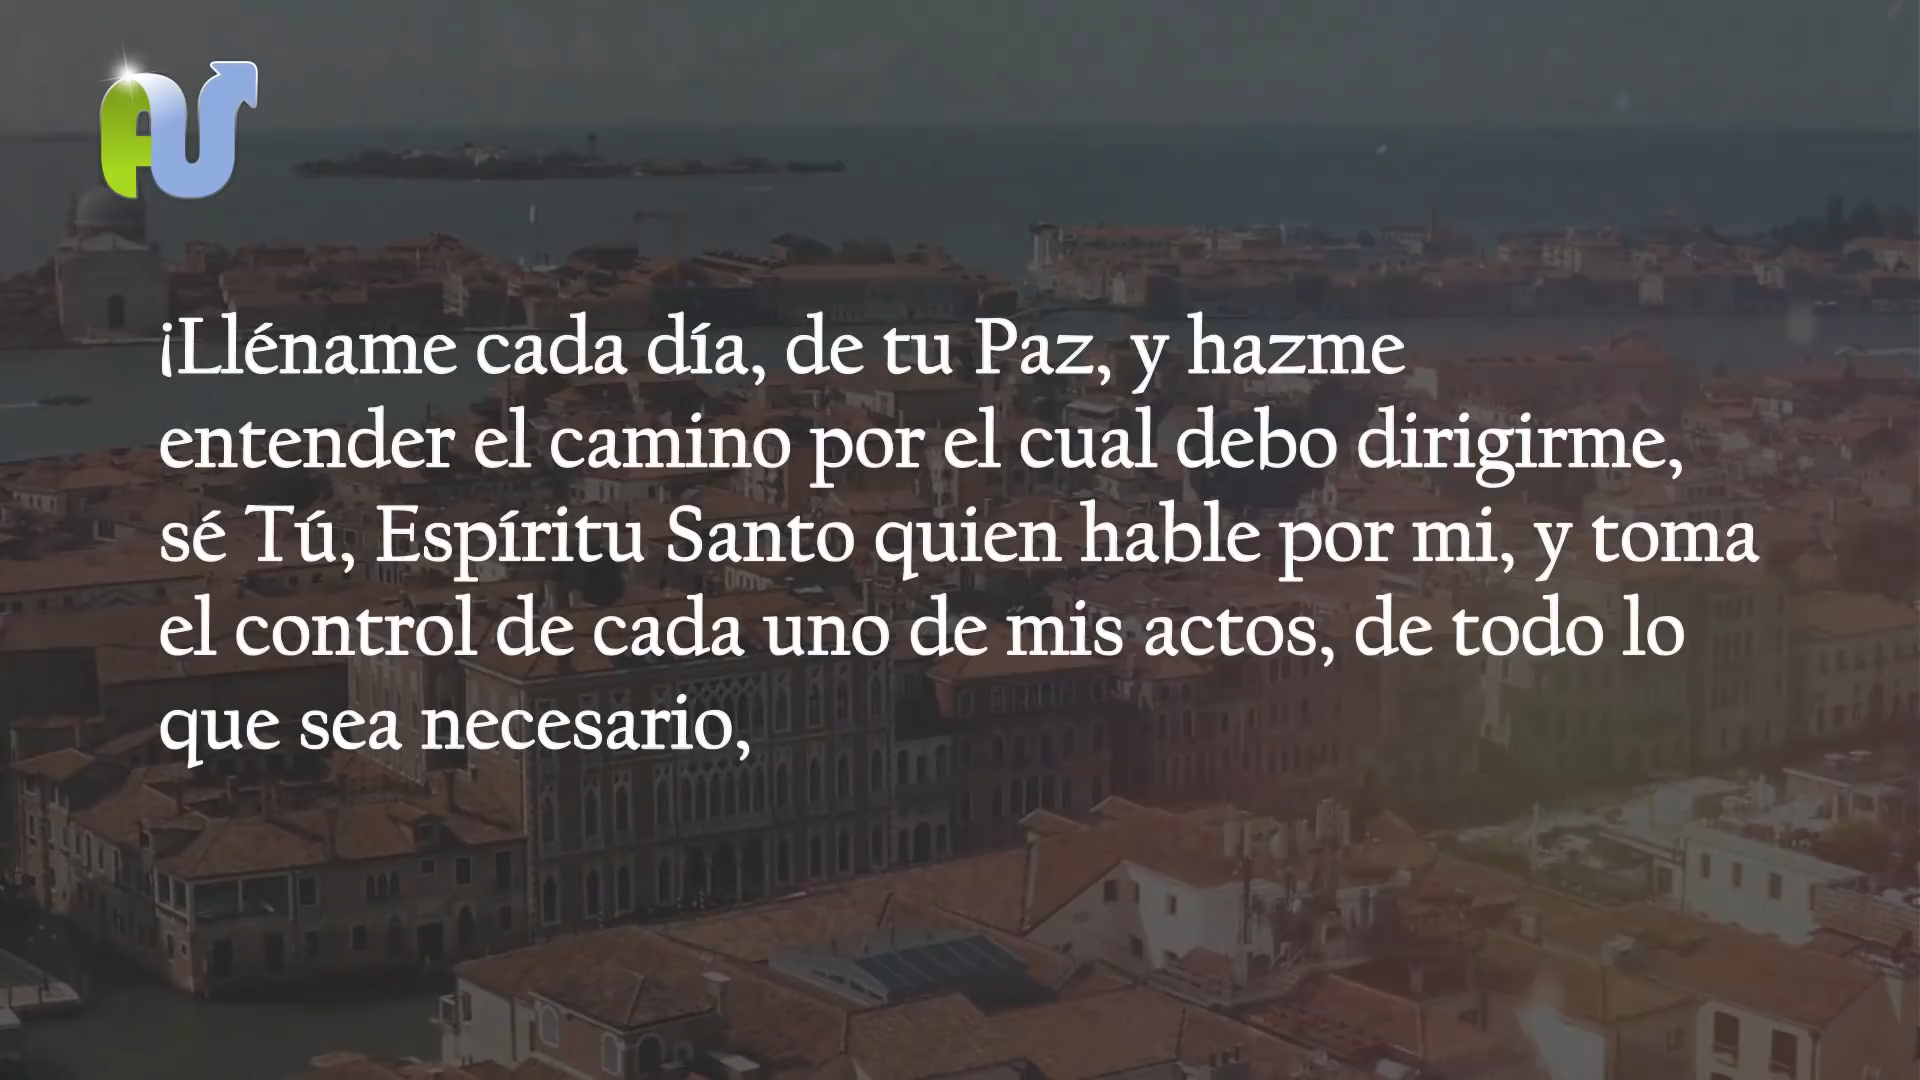 AU
¡Lléname cada día, de tu Paz, y hazme
entender el camino por el cual debo dirigirme,
sé Tú, Espíritu Santo quien hable por mi, y toma
el control de cada uno de mis actos, de todo lo
que sea necesario,